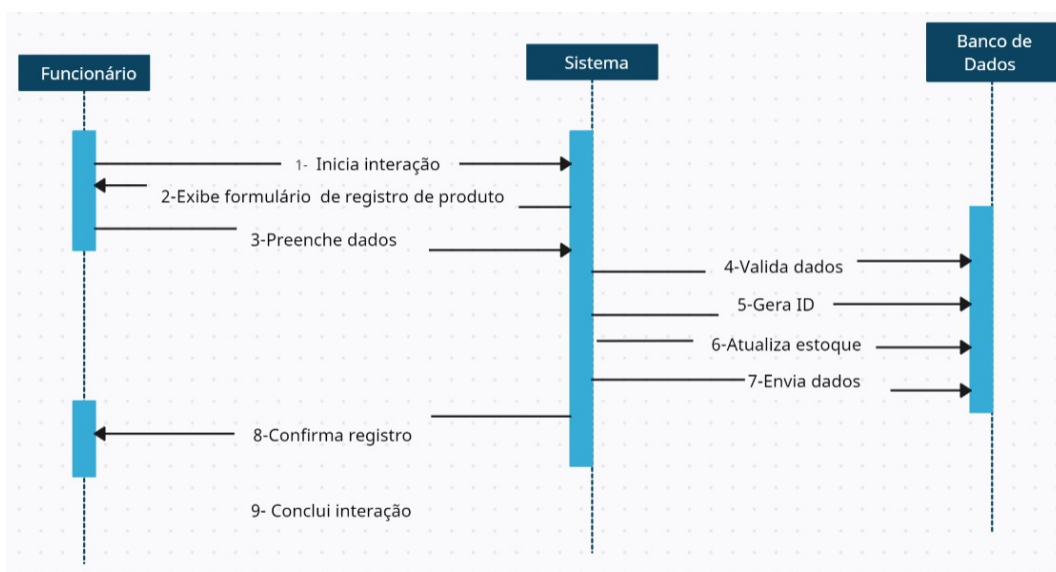 Funcionário
Sistema
Banco de
Dados
1- Inicia interação
2-Exibe formulário de registro de produto
3-Preenche dados
4-Valida dados
5-Gera ID
6-Atualiza estoque
7-Envia dados
8-Confirma registro
9- Conclui interação